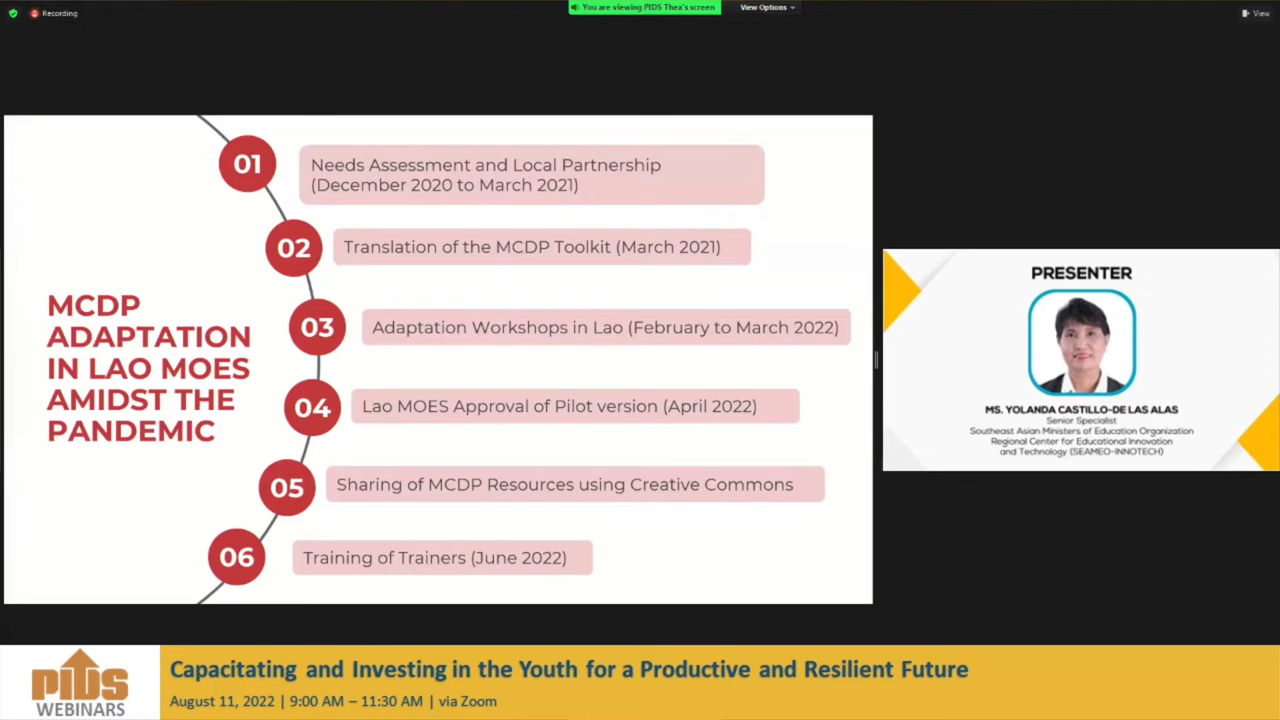 Recording
You are viewing PIDS Thea's screen
View Options
View
MCDP
ADAPTATION
IN LAO MOES
AMIDST THE
PANDEMIC
01
Needs Assessment and Local Partnership
(December 2020 to March 2021)
02
Translation of the MCDP Toolkit (March 2021)
03
Adaptation Workshops in Lao (February to March 2022)
04
Lao MOES Approval of Pilot version (April 2022)
05
Sharing of MCDP Resources using Creative Commons
06
Training of Trainers (June 2022)
PRESENTER
MS. YOLANDA CASTILLO-DE LAS ALAS
Senior Specialist
Southeast Asian Ministers of Education Organization
Regional Center for Educational Innovation
and Technology (SEAMEO-INNOTECH)
PIDS
WEBINARS
Capacitating and Investing in the Youth for a Productive and Resilient Future
August 11, 2022 | 9:00 AM – 11:30 AM | via Zoom